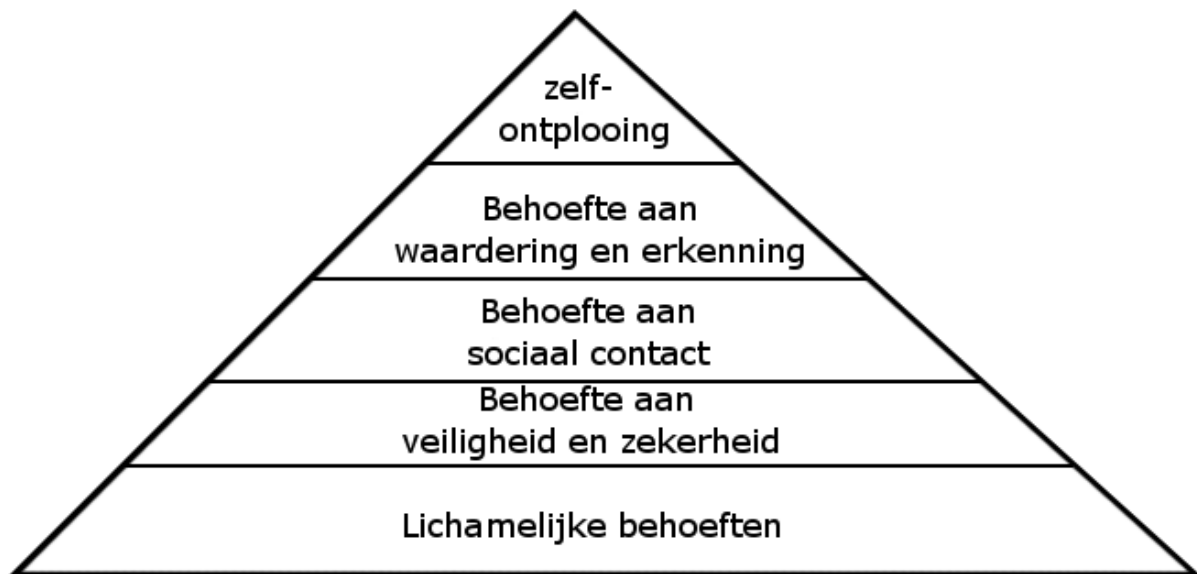 zelf-
ontplooing
Behoefte aan
waardering en erkenning
Behoefte aan
sociaal contact
Behoefte aan
veiligheid en zekerheid
Lichamelijke behoeften